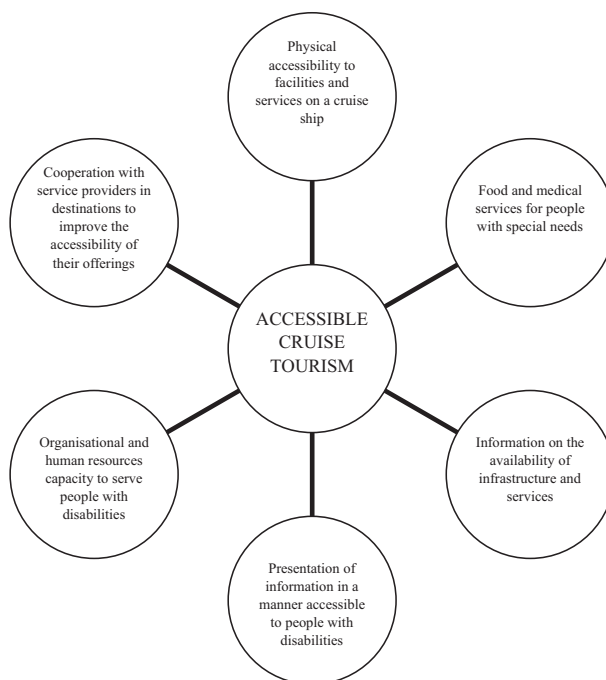 Physical
accessibility to
facilities and
services on a cruise
ship
Cooperation with
service providers in
destinations to
improve the
accessibility of
their offerings
Food and medical
services for people
with special needs
ACCESSIBLE
CRUISE
TOURISM
Organisational and
human resources
capacity to serve
people with
disabilities
Information on the
availability of
infrastructure and
services
Presentation of
information in a
manner accessible
to people with
disabilities